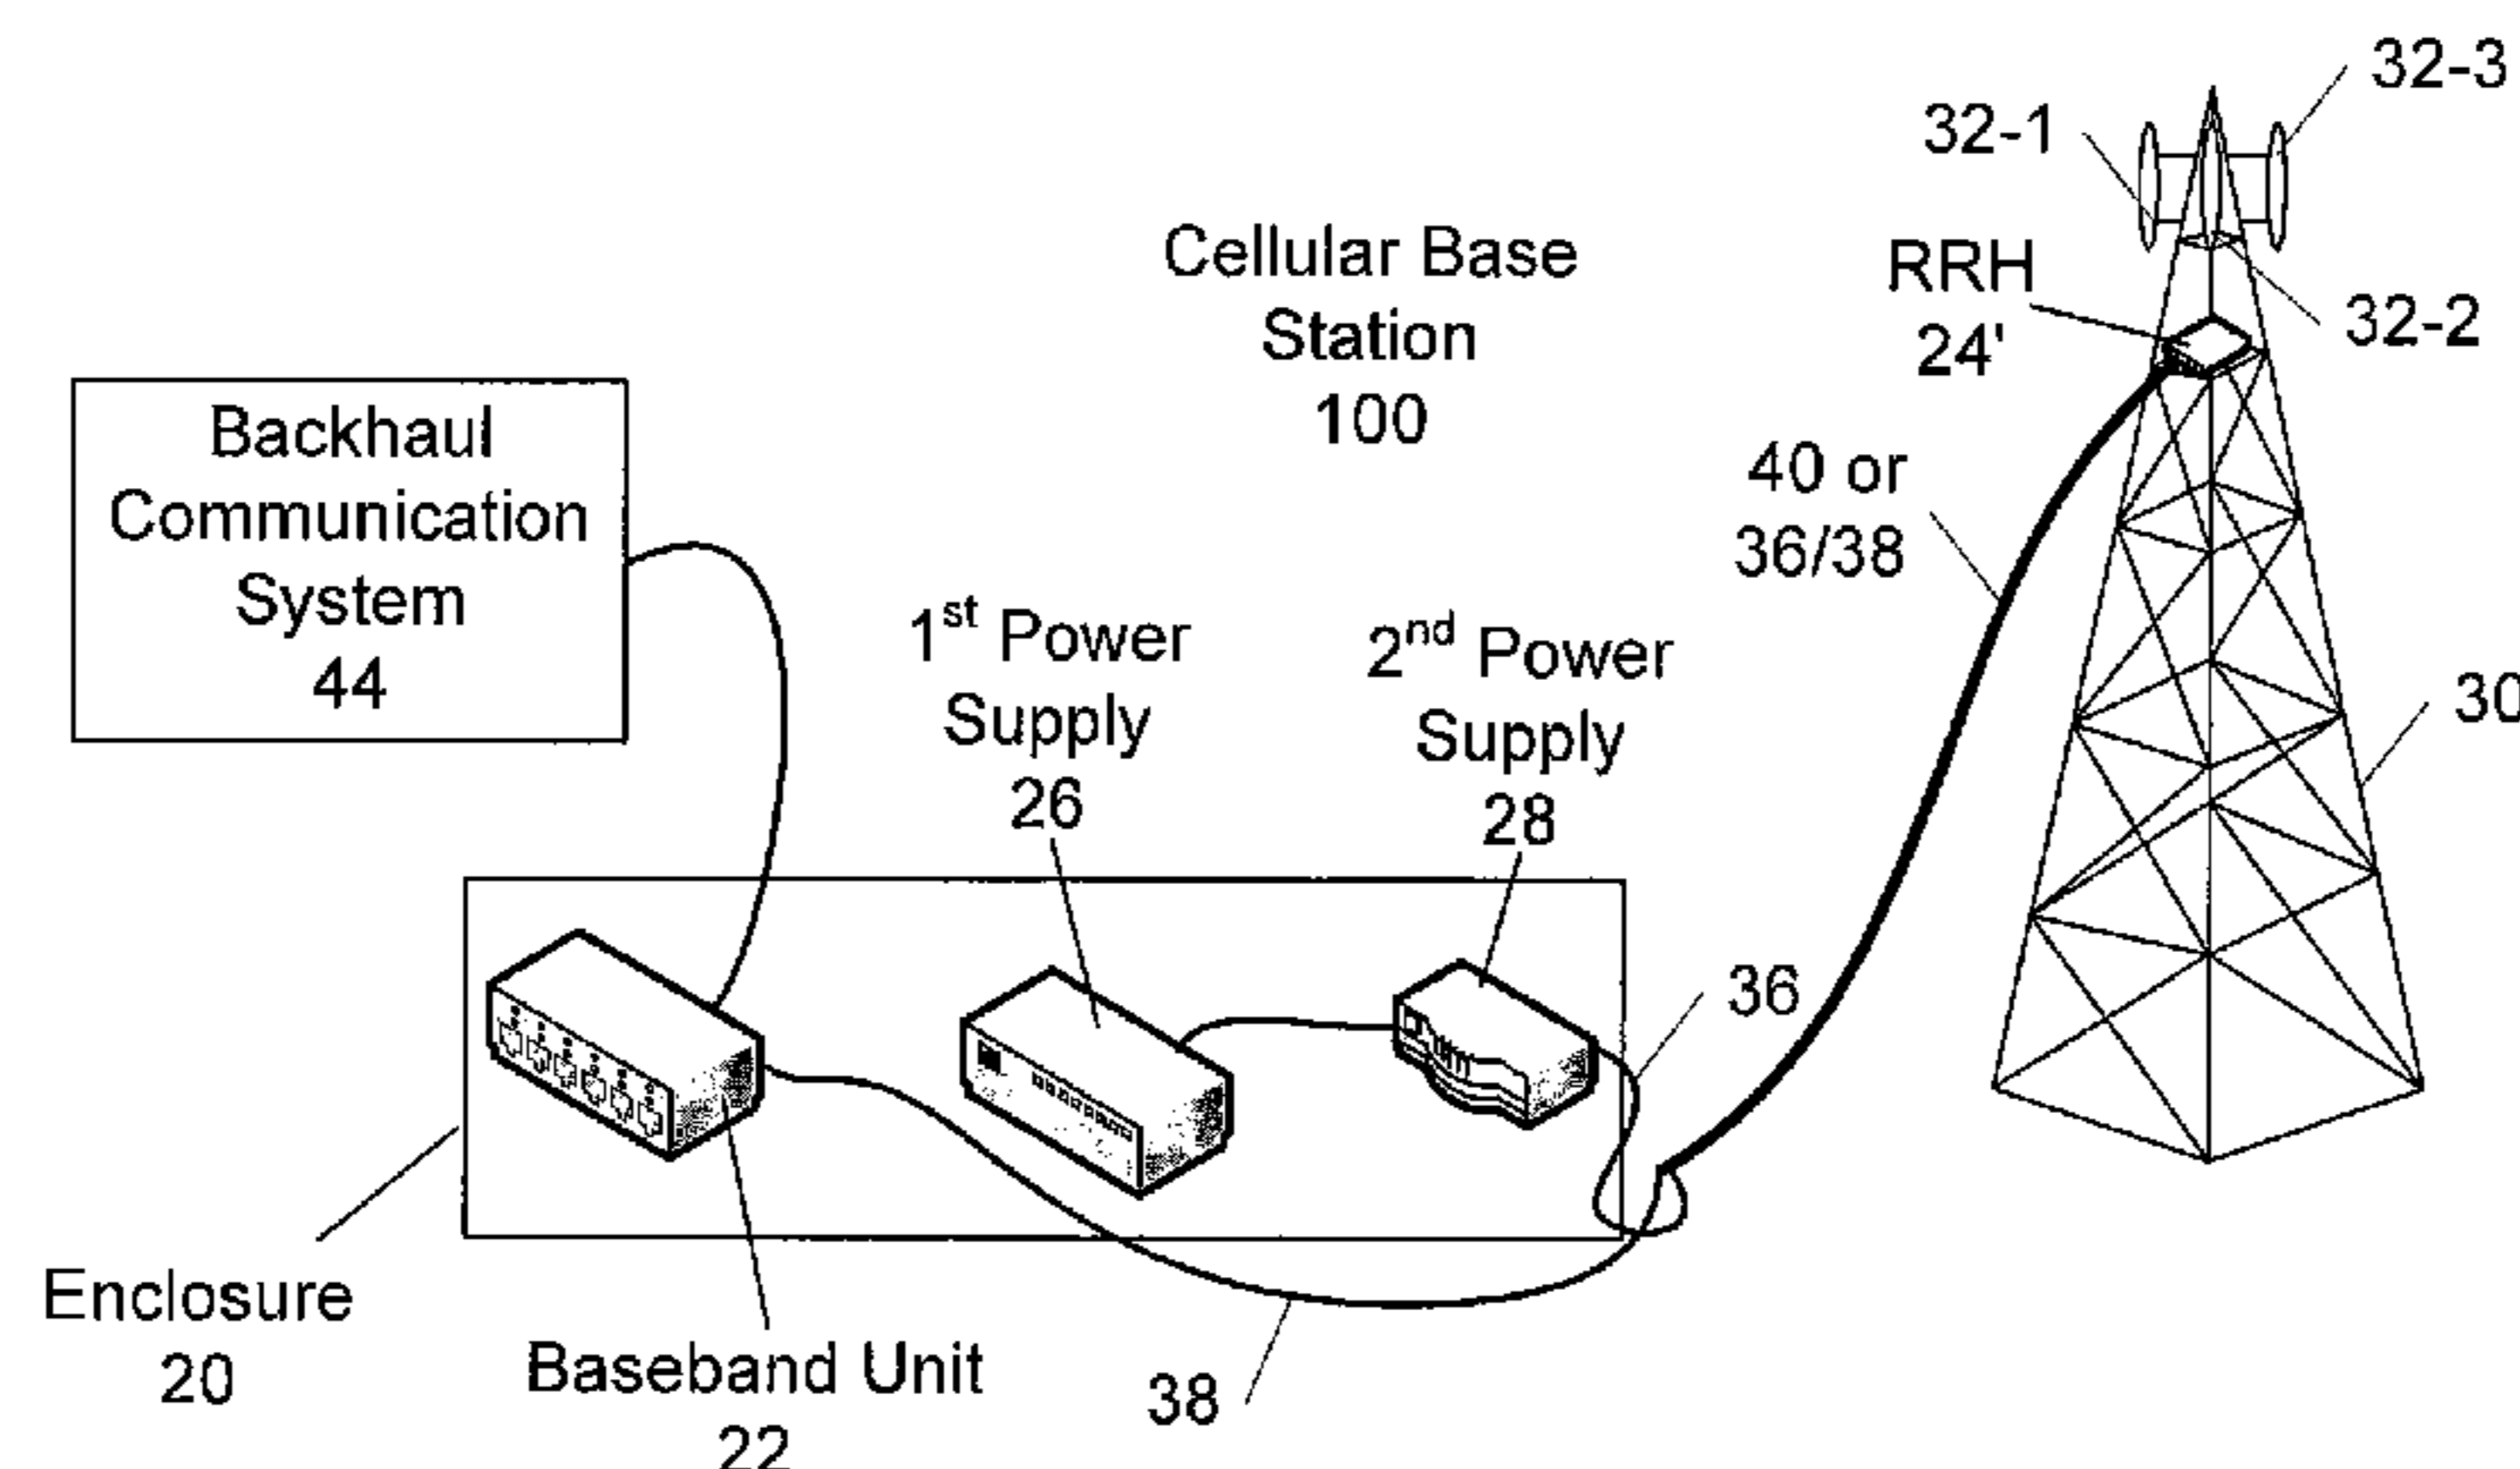 32-3
32-1
Cellular Base
Station
100
RRH
24'
32-2
Backhaul
Communication
System
44
40 or
36/38
1st Power
Supply
26
2nd Power
Supply
28
30
36
Enclosure
20
Baseband Unit
22
38